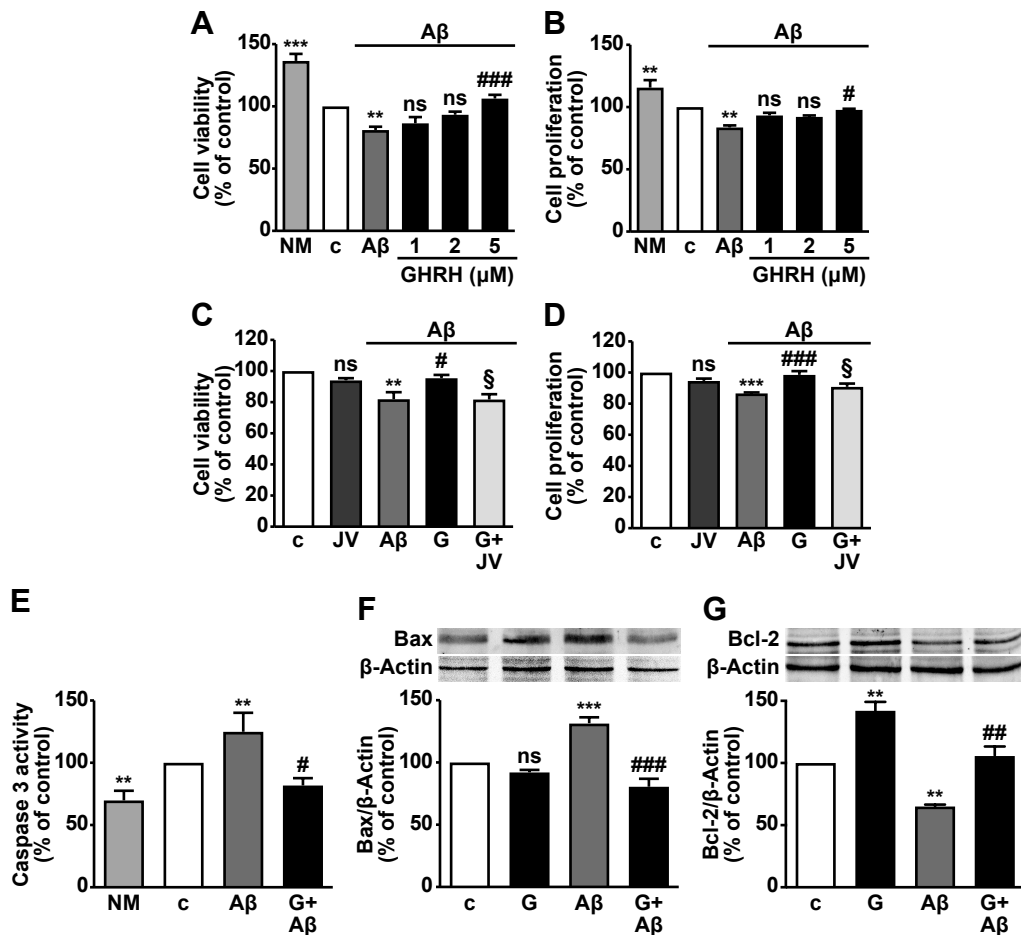 A
Aβ
Cell viability
(% of control)
150
100
50
0
***
**
ns
ns
###
NM
c
Aβ
1
2
5
GHRH (μM)
B
Aβ
Cell proliferation
(% of control)
150
100
50
0
**
**
ns
ns
#
NM
c
Aβ
1
2
5
GHRH (μM)
C
Aβ
Cell viability
(% of control)
120
100
80
60
40
20
0
ns
**
#
§
c
JV
Aβ
G
G+
JV
D
Aβ
Cell proliferation
(% of control)
120
100
80
60
40
20
0
ns
***
###
§
c
JV
Aβ
G
G+
JV
E
Caspase 3 activity
(% of control)
150
100
50
0
**
**
#
NM
c
Aβ
G+
Aβ
F
Bax
β-Actin
Bax/β-Actin
(% of control)
150
100
50
0
ns
***
###
c
G
Aβ
G+
Aβ
G
Bcl-2
β-Actin
Bcl-2/β-Actin
(% of control)
150
100
50
0
**
**
##
c
G
Aβ
G+
Aβ